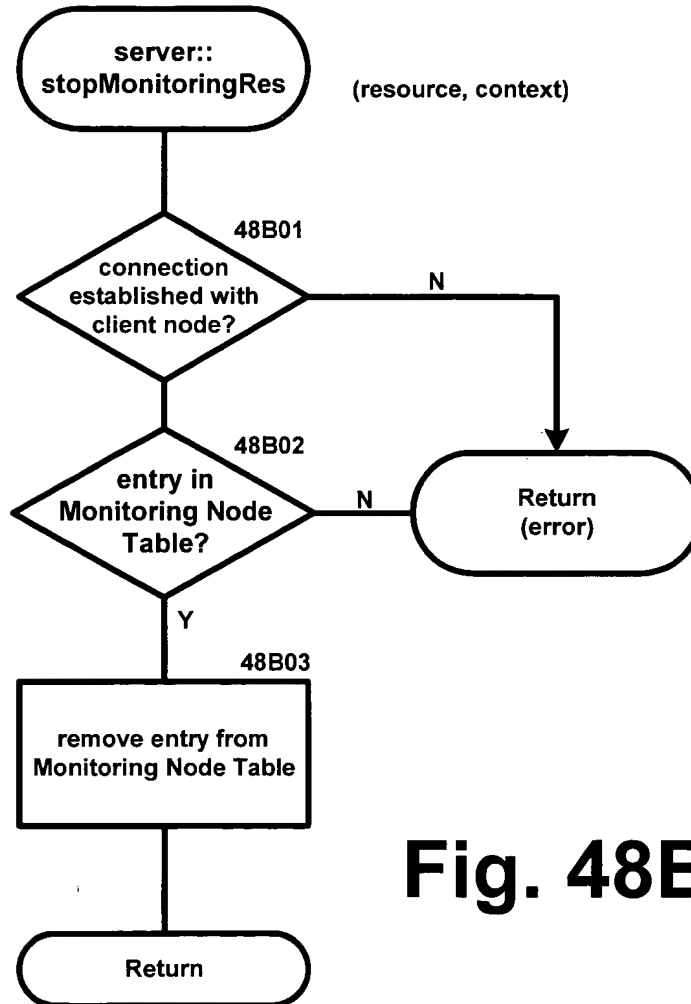 server::
stopMonitoringRes
(resource, context)
48B01
connection
established with
client node?
N
48B02
entry in
Monitoring Node
Table?
N
Return
(error)
Y
48B03
remove entry from
Monitoring Node Table
Return
Fig. 48B